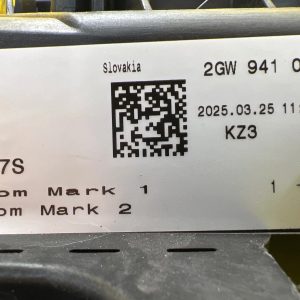 Slovakia
2GW 941 0
2025.03.25 11
KZ3
7S
om Mark 1 1
om Mark 2